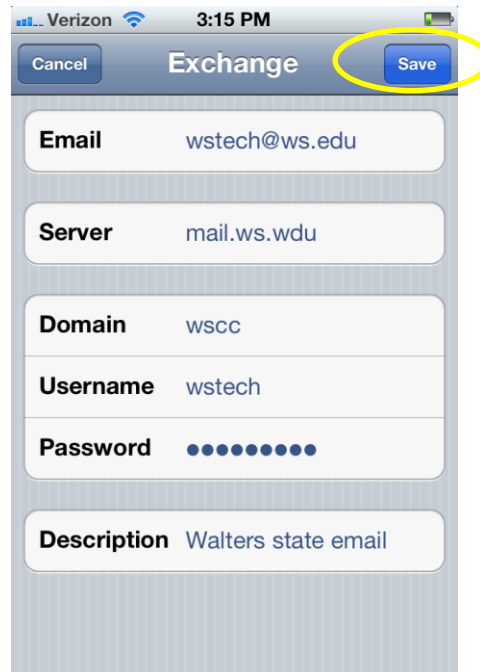 Verizon 3:15 PM
Cancel Exchange Save
Email wstech@ws.edu
Server mail.ws.wdu
Domain wscc
Username wstech
Password ●●●●●●●●●
Description Walters state email